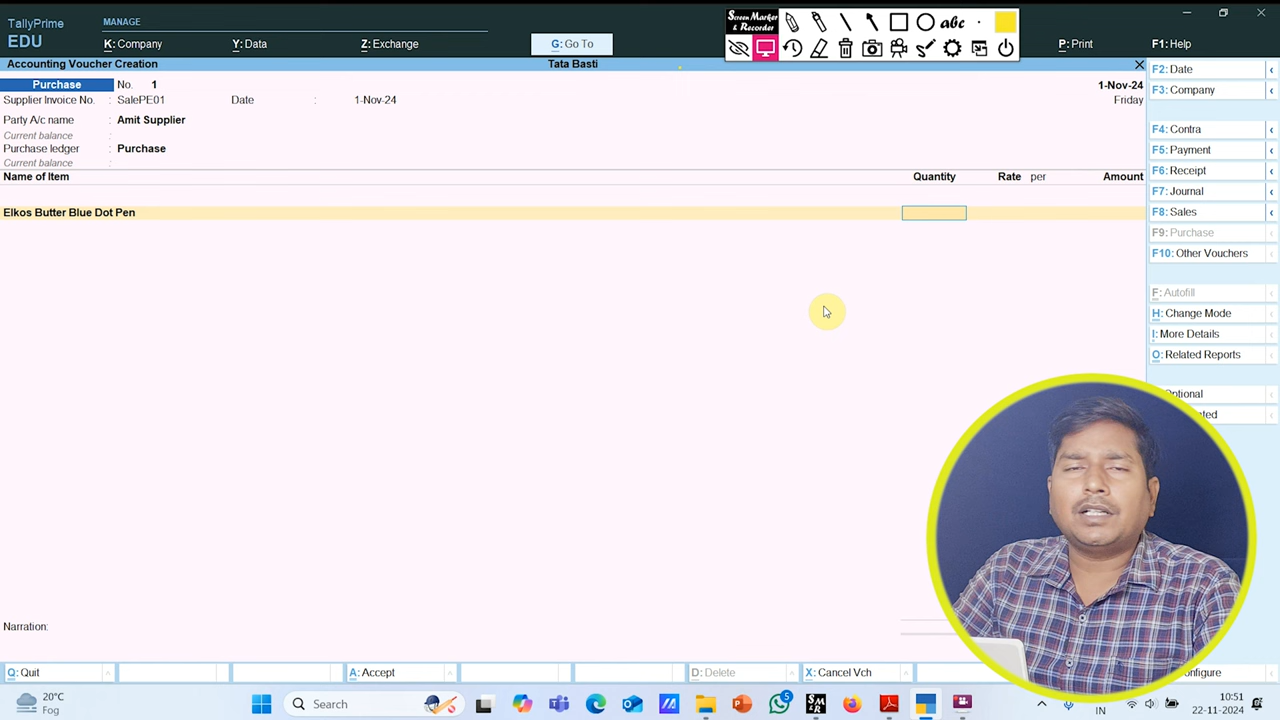 TallyPrime
EDU
MANAGE
K: Company
Y: Data
Z: Exchange
G: Go To
P: Print
F1: Help
Screen Marker
& Recorder
abc
Accounting Voucher Creation
Tata Basti
Purchase No. 1
1-Nov-24
Supplier Invoice No. SalePE01 Date : 1-Nov-24
Friday
Party A/c name : Amit Supplier
Current balance :
Purchase ledger : Purchase
Current balance :
Name of Item Quantity Rate per Amount
Elkos Butter Blue Dot Pen
Narration:
F2: Date
F3: Company
F4: Contra
F5: Payment
F6: Receipt
F7: Journal
F8: Sales
F9: Purchase
F10: Other Vouchers
F: Autofill
H: Change Mode
I: More Details
O: Related Reports
Optional
Q: Quit
A: Accept
D: Delete
X: Cancel Vch
20°C
Fog
Search
5
IN
10:51
22-11-2024